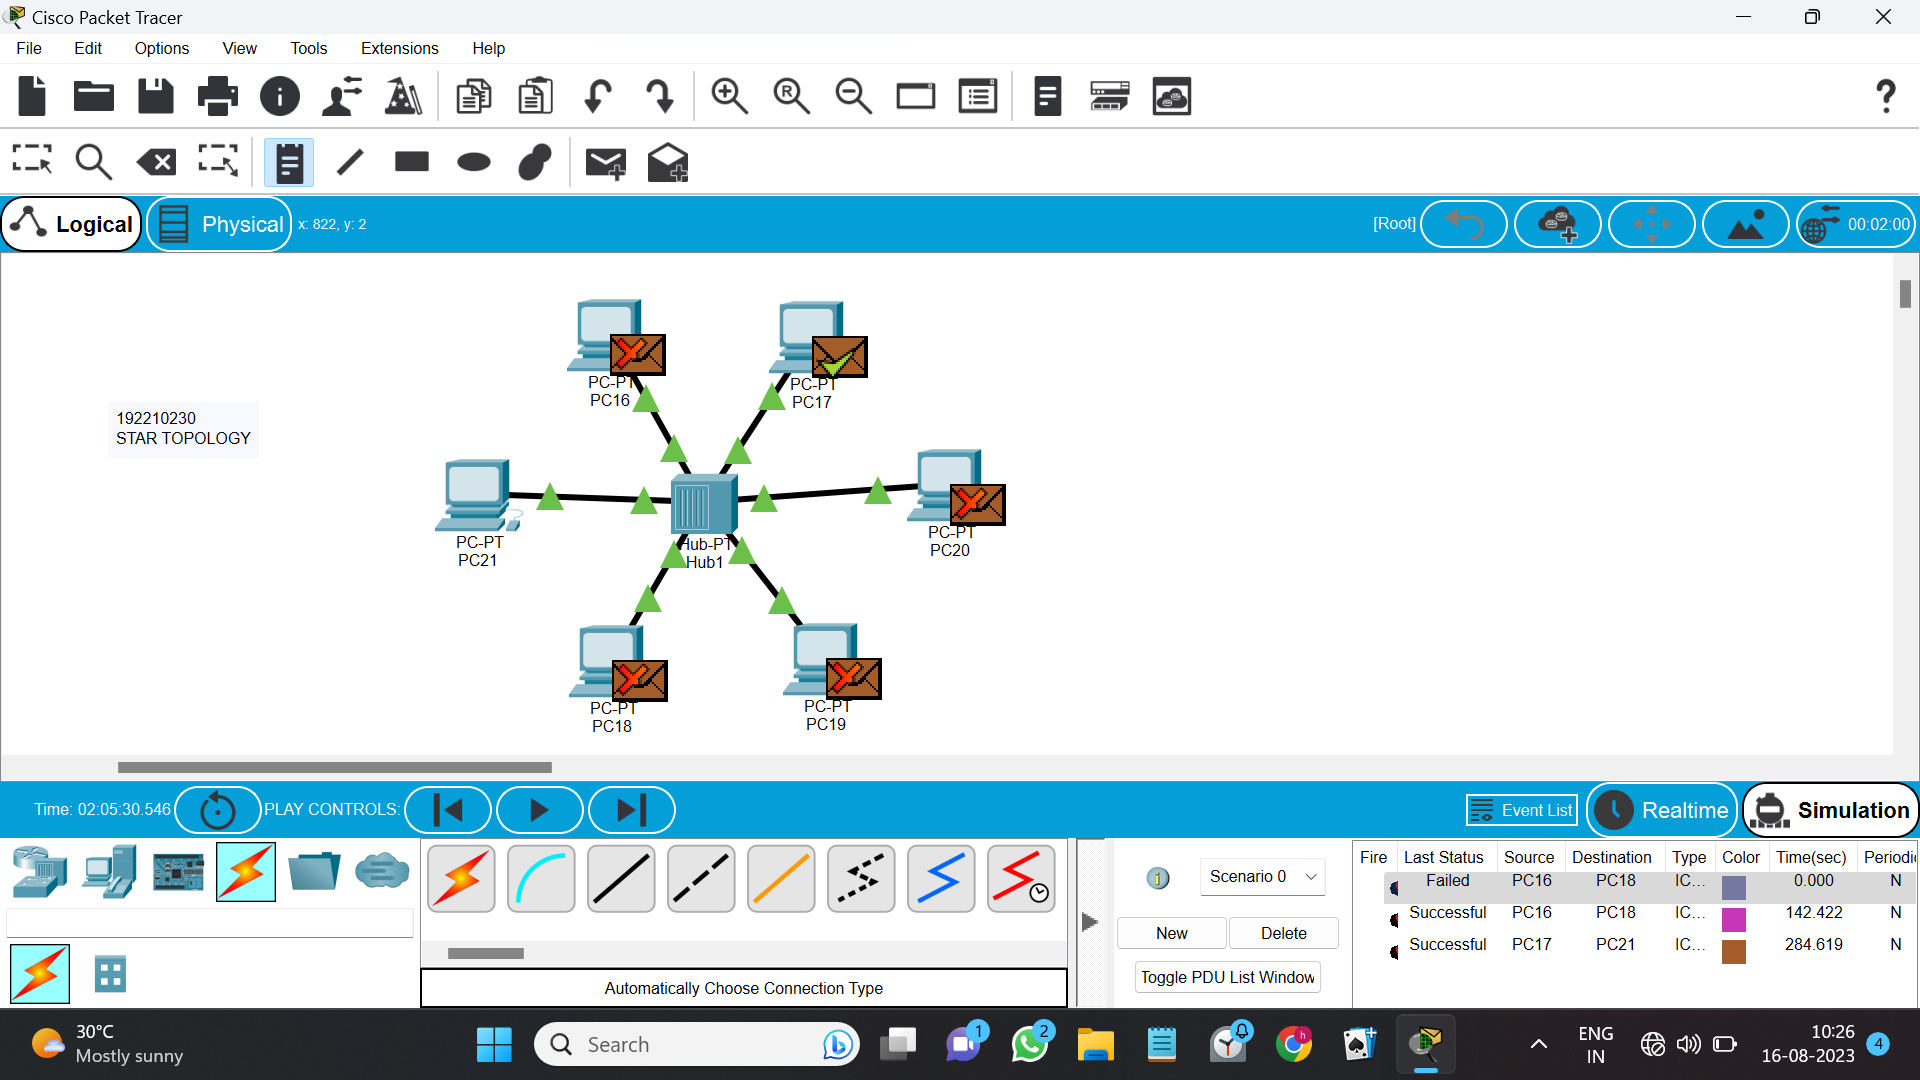 Cisco Packet Tracer
File Edit Options View Tools Extensions Help
Logical Physical x: 822, y: 2 [Root] 00:02:00
192210230
STAR TOPOLOGY
PC-PT
PC16
PC-PT
PC17
PC-PT
PC21
Hub-PT
Hub1
PC-PT
PC20
PC-PT
PC18
PC-PT
PC19
Time: 02:05:30.546 PLAY CONTROLS: Event List Realtime Simulation
Scenario 0
New Delete
Toggle PDU List Window
Automatically Choose Connection Type
Fire Last Status Source Destination Type Color Time(sec) Periodic
Failed PC16 PC18 IC... 0.000 N
Successful PC16 PC18 IC... 142.422 N
Successful PC17 PC21 IC... 284.619 N
30°C
Mostly sunny
Search
1
2
ENG
IN
10:26
16-08-2023
4